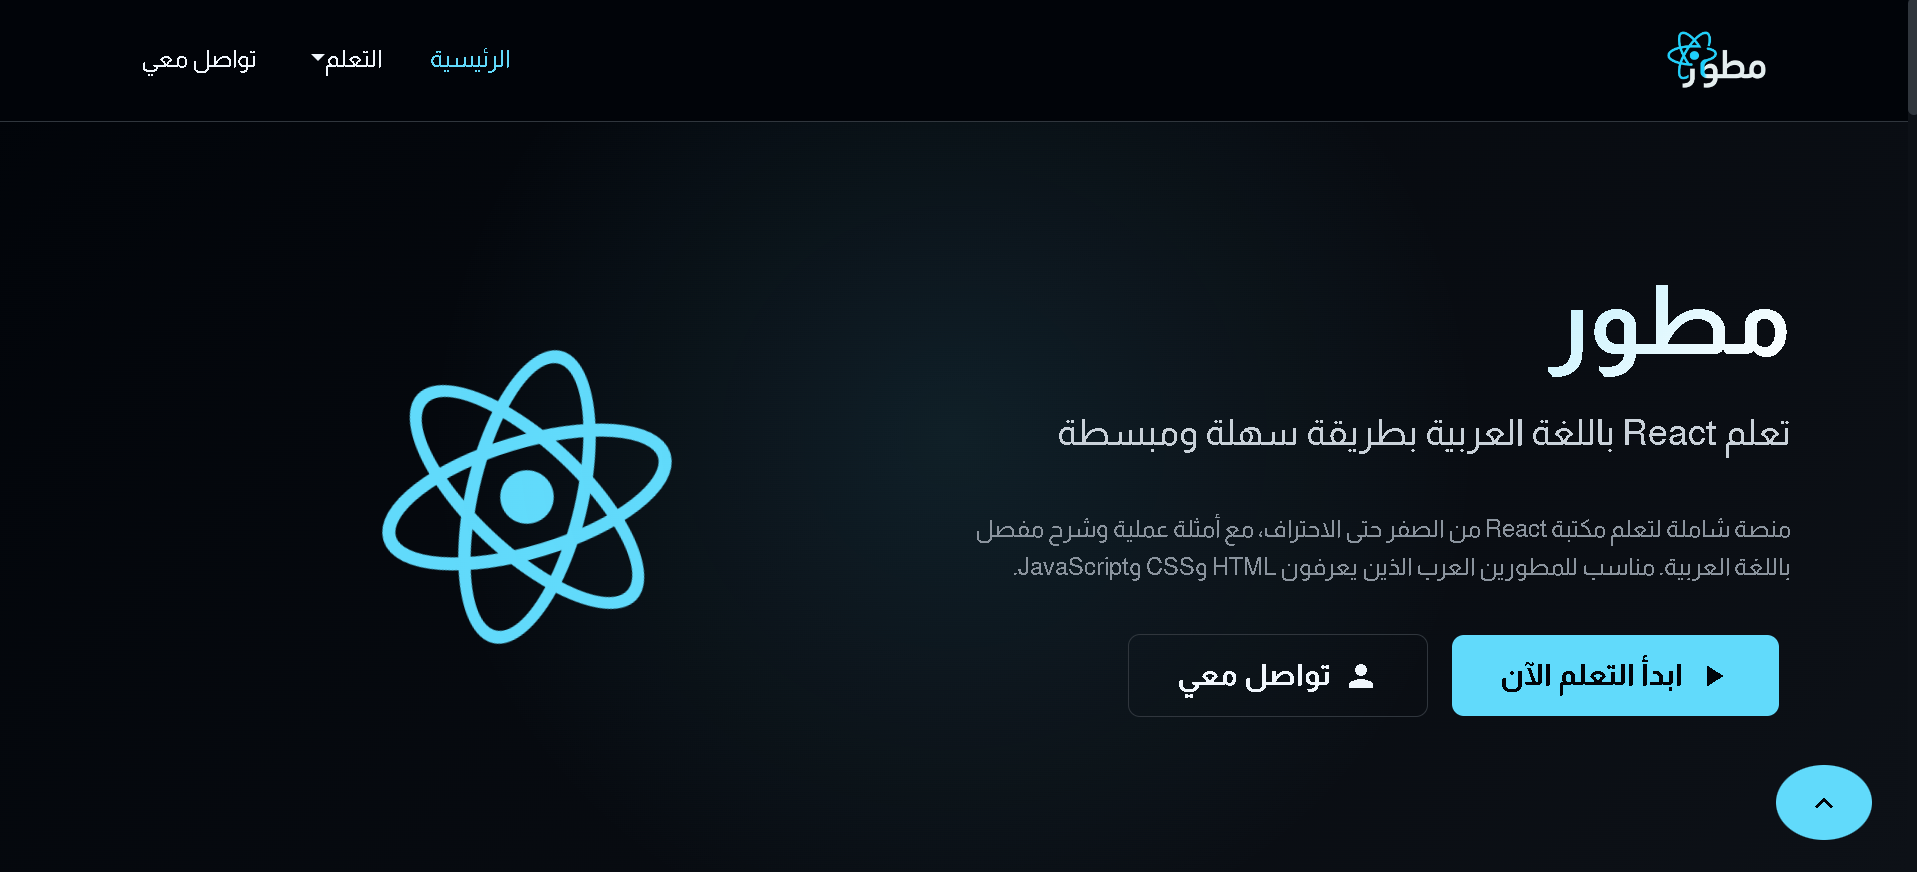 مطور
الرئيسية
التعلم
تواصل معي
مطور
تعلم React باللغة العربية بطريقة سهلة ومبسطة
منصة شاملة لتعلم مكتبة React من الصفر حتى الاحتراف، مع أمثلة عملية وشرح مفصل
باللغة العربية. مناسب للمطورين العرب الذين يعرفون HTML وCSS وJavaScript.
ابدأ التعلم الآن
تواصل معي